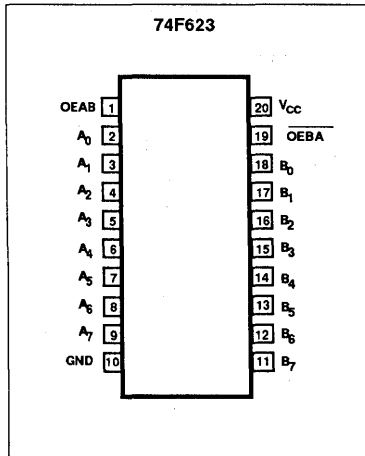 74F623
OEAB 1 20 VCC
A0 2 19 O̅E̅B̅A̅
A1 3 18 B0
A2 4 17 B1
A3 5 16 B2
A4 6 15 B3
A5 7 14 B4
A6 8 13 B5
A7 9 12 B6
GND 10 11 B7